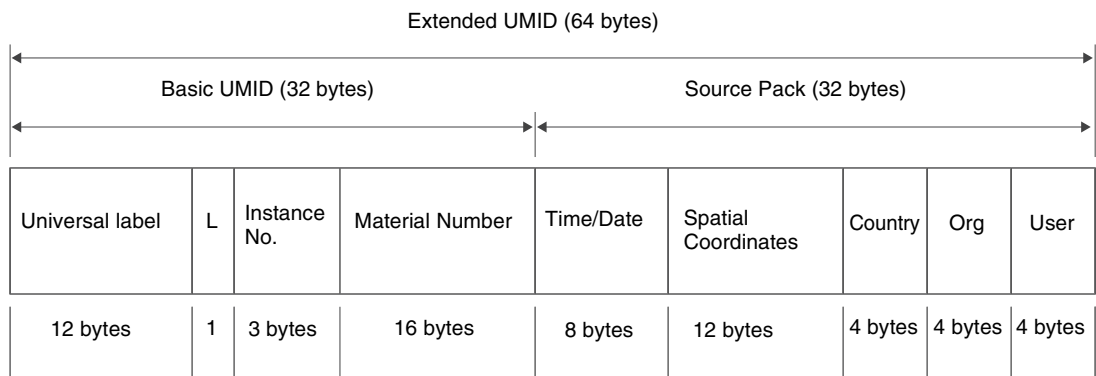 Extended UMID (64 bytes)
Basic UMID (32 bytes)
Source Pack (32 bytes)
Universal label
L
Instance
No.
Material Number
Time/Date
Spatial
Coordinates
Country
Org
User
12 bytes
1
3 bytes
16 bytes
8 bytes
12 bytes
4 bytes
4 bytes
4 bytes